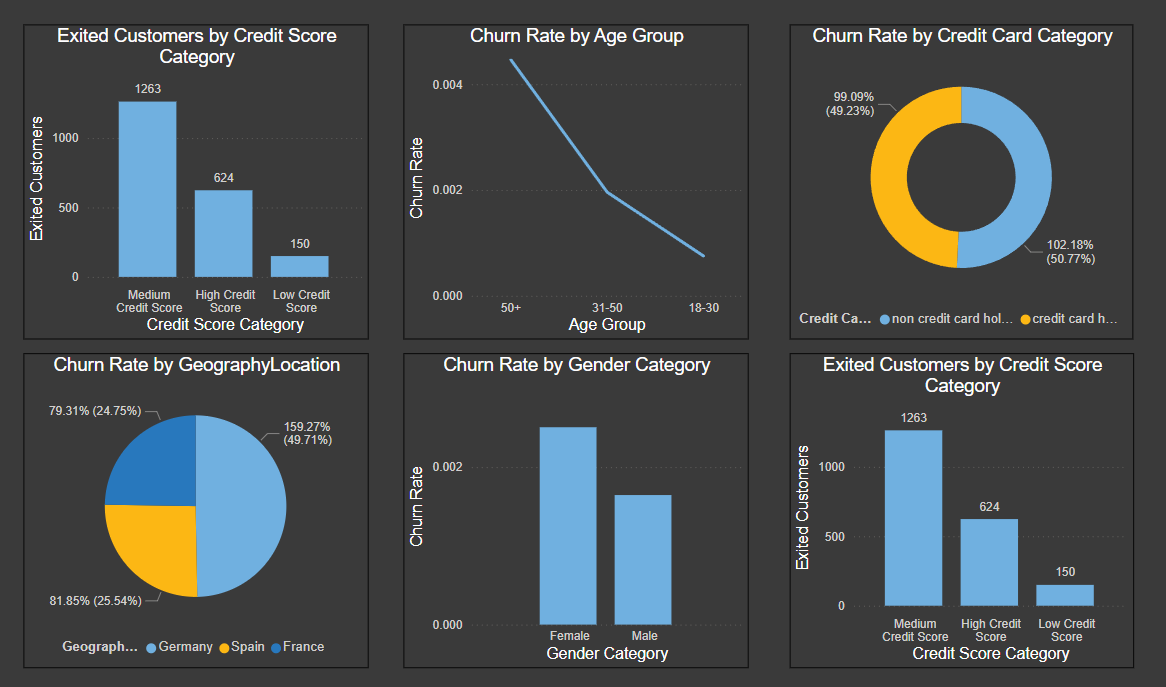 Exited Customers by Credit Score
Category
1263
624
150
1000
500
0
Exited Customers
Medium
Credit Score
High Credit
Score
Low Credit
Score
Credit Score Category
Churn Rate by Age Group
0.004
0.002
0.000
Churn Rate
50+
31-50
18-30
Age Group
Churn Rate by Credit Card Category
99.09%
(49.23%)
102.18%
(50.77%)
Credit Ca... non credit card hol... credit card h...
Churn Rate by GeographyLocation
79.31% (24.75%)
159.27%
(49.71%)
81.85% (25.54%)
Geograph... Germany Spain France
Churn Rate by Gender Category
0.002
0.000
Churn Rate
Female
Male
Gender Category
Exited Customers by Credit Score
Category
1263
624
150
1000
500
0
Exited Customers
Medium
Credit Score
High Credit
Score
Low Credit
Score
Credit Score Category